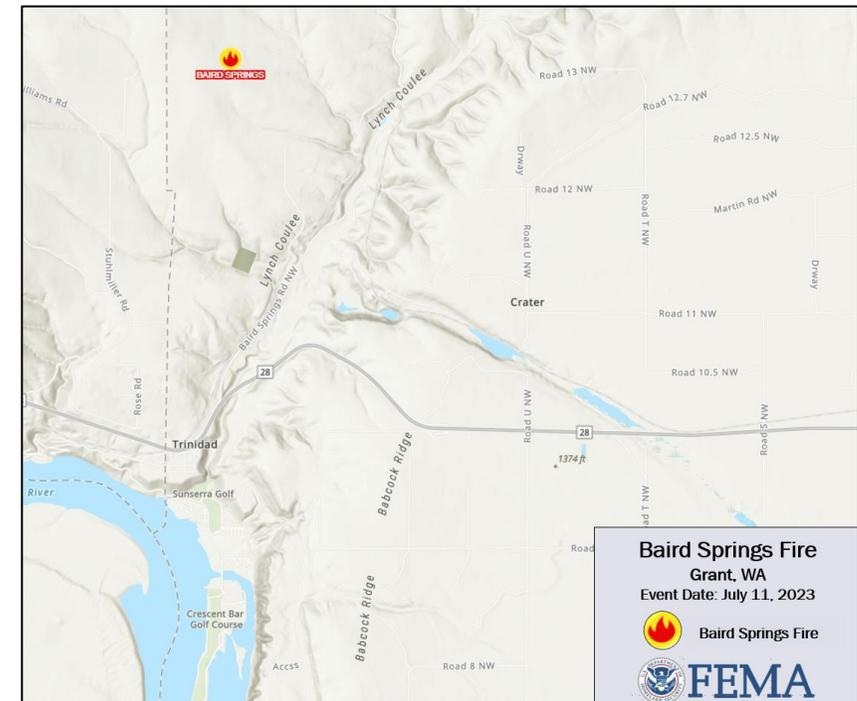 BAIRD SPRINGS
Lynch Coulee
Road 13 NW
Road 12.7 NW
Road 12.5 NW
Drway
Road 12 NW
Martin Rd NW
Road T NW
Lynch Coulee
Stuhlmiller Rd
Road U NW
Drway
Baird Springs Rd NW
Crater
Road 11 NW
28
Road 10.5 NW
Rose Rd
Road U NW
Road S NW
28
Trinidad
Babcock Ridge
1374 ft
River
Sunserra Golf
Road
Baird Springs Fire
Grant, WA
Event Date: July 11, 2023
Baird Springs Fire
FEMA
Crescent Bar
Golf Course
Babcock Ridge
Accss
Road 8 NW